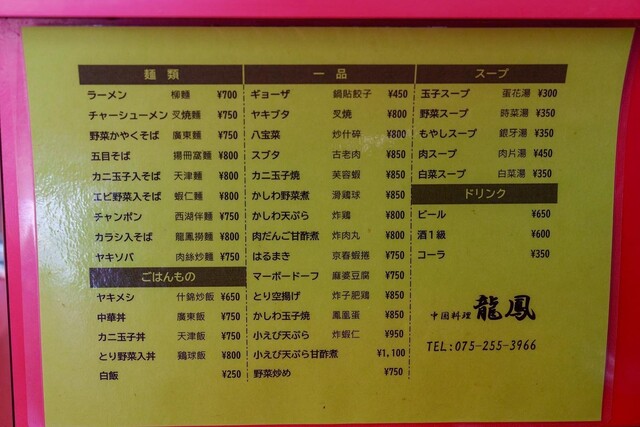 麺類
ラーメン 柳麺 ¥700
チャーシューメン 叉焼麺 ¥750
野菜かやくそば 廣東麺 ¥750
五目そば 揚冊富麺 ¥800
カニ玉子入そば 天津麺 ¥800
エビ野菜入そば 蝦仁麺 ¥800
チャンポン 西湖伴麺 ¥750
カラシ入そば 龍鳳撈麺 ¥800
ヤキソバ 肉絲炒麺 ¥750
ごはんもの
ヤキメシ 什錦炒飯 ¥650
中華丼 廣東飯 ¥750
カニ玉子丼 天津飯 ¥750
とり野菜入丼 鶏球飯 ¥800
白飯 ¥250
一品
ギョーザ 鍋貼餃子 ¥450
ヤキブタ 叉焼 ¥800
八宝菜 炒什碎 ¥800
スブタ 古老肉 ¥850
カニ玉子焼 芙蓉蝦 ¥850
かしわ野菜煮 滑鶏球 ¥850
かしわ天ぷら 炸鶏 ¥800
肉だんご甘酢煮 炸肉丸 ¥800
はるまき 京春蝦捲 ¥750
マーボードーフ 麻婆豆腐 ¥750
とり空揚げ 炸子肥鶏 ¥850
かしわ玉子焼 鳳凰蛋 ¥850
小えび天ぷら 炸蝦仁 ¥950
小えび天ぷら甘酢煮 ¥1,100
野菜炒め ¥750
スープ
玉子スープ 蛋花湯 ¥300
野菜スープ 時菜湯 ¥350
もやしスープ 銀牙湯 ¥350
肉スープ 肉片湯 ¥450
白菜スープ 白菜湯 ¥350
ドリンク
ビール ¥650
酒1級 ¥600
コーラ ¥350
中国料理 龍鳳
TEL:075-255-3966